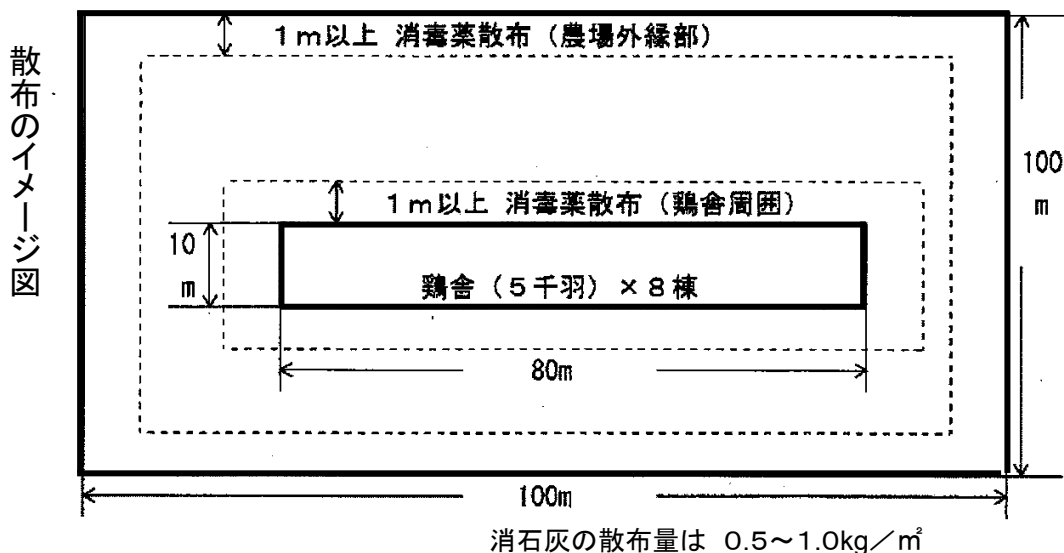 散布のイメージ図
1m以上 消毒薬散布(農場外縁部)
100
m
1m以上 消毒薬散布(鶏舎周囲)
10
m
鶏舎(5千羽)×8棟
80m
100m
消石灰の散布量は 0.5~1.0kg/㎡